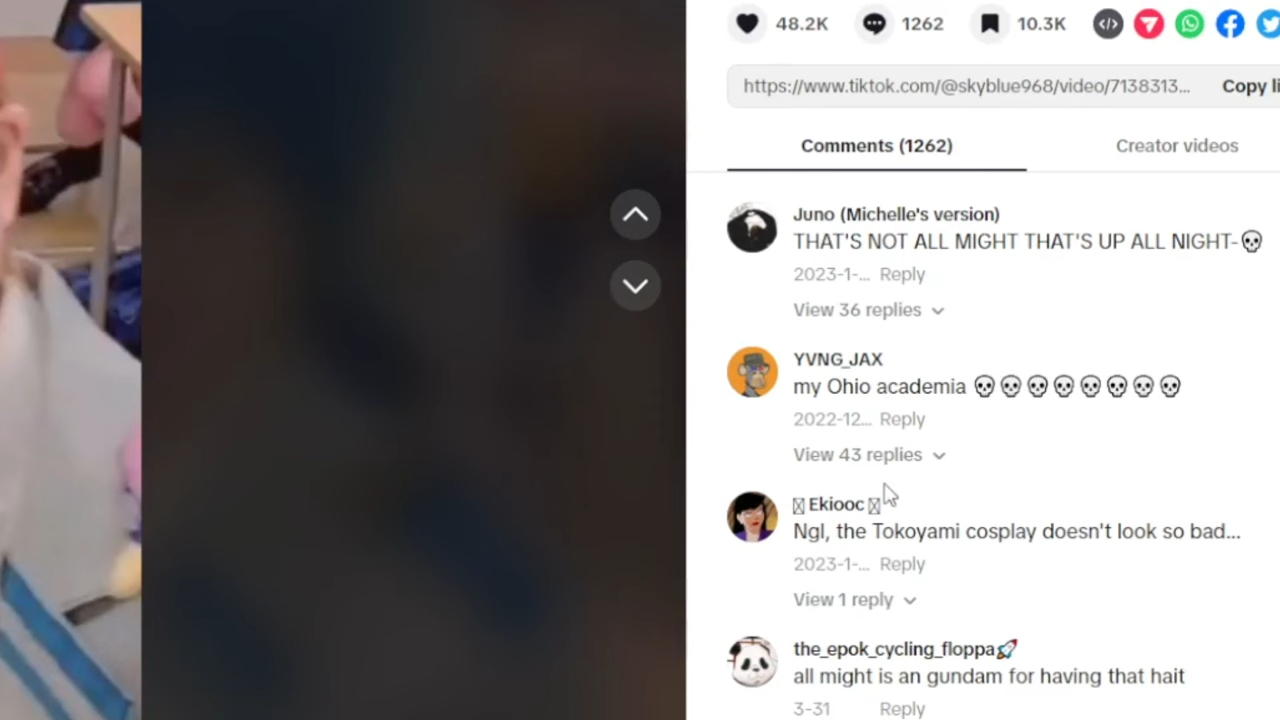 48.2K 1262 10.3K
https://www.tiktok.com/@skyblue968/video/7138313... Copy li
Comments (1262) Creator videos
Juno (Michelle's version)
THAT'S NOT ALL MIGHT THAT'S UP ALL NIGHT-💀
2023-1-... Reply
View 36 replies
YVNG_JAX
my Ohio academia 💀💀💀💀💀💀💀💀
2022-12... Reply
View 43 replies
Ekiooc
Ngl, the Tokoyami cosplay doesn't look so bad...
2023-1-... Reply
View 1 reply
the_epok_cycling_floppa🚀
all might is an gundam for having that hait
3-31 Reply